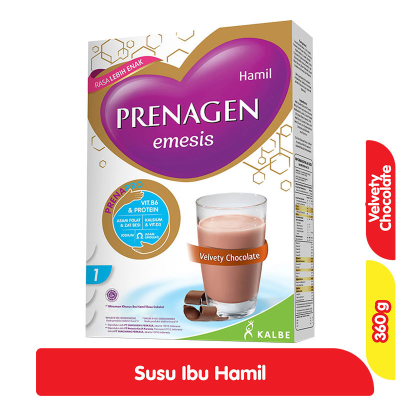 RASA LEBIH ENAK
Hamil
PRENAGEN
emesis
VIT.B6
& PROTEIN
ASAM FOLAT
& ZAT BESI
KALSIUM
& VIT.D3
Velvety Chocolate
1
KALBE
Velvety
Chocolate
360 g
Susu Ibu Hamil